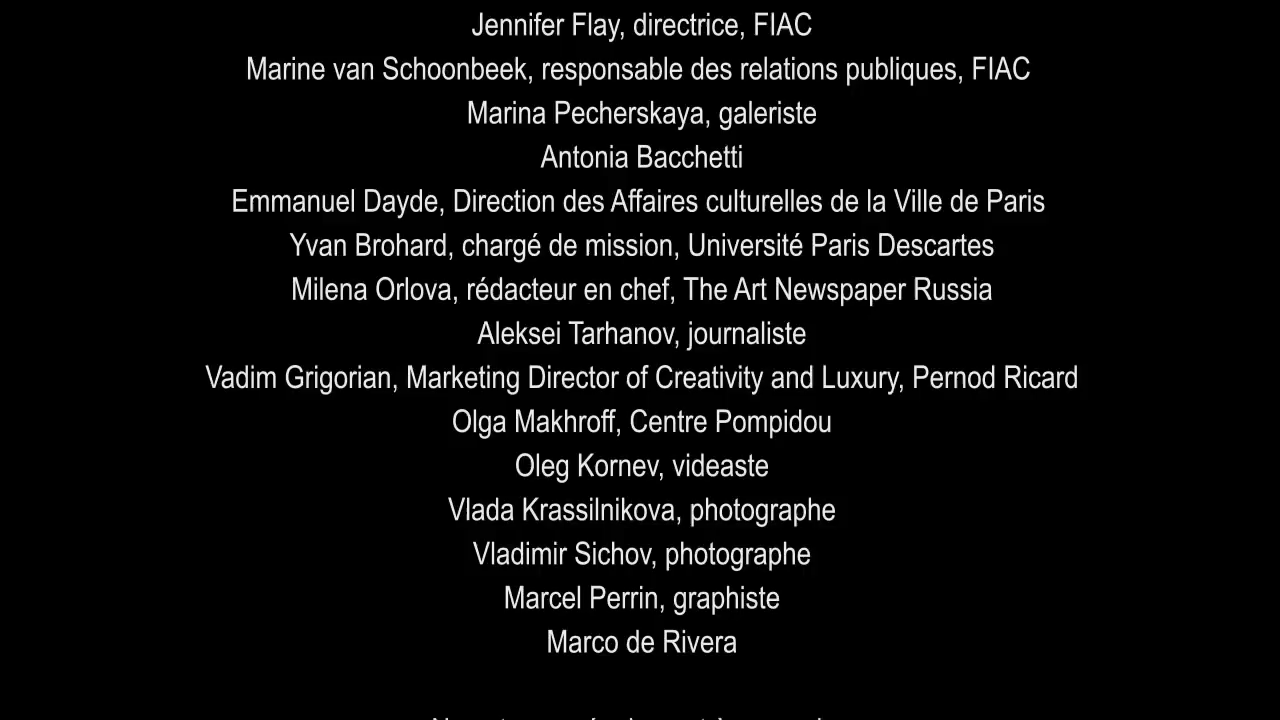 Jennifer Flay, directrice, FIAC
Marine van Schoonbeek, responsable des relations publiques, FIAC
Marina Pecherskaya, galeriste
Antonia Bacchetti
Emmanuel Dayde, Direction des Affaires culturelles de la Ville de Paris
Yvan Brohard, chargé de mission, Université Paris Descartes
Milena Orlova, rédacteur en chef, The Art Newspaper Russia
Aleksei Tarhanov, journaliste
Vadim Grigorian, Marketing Director of Creativity and Luxury, Pernod Ricard
Olga Makhroff, Centre Pompidou
Oleg Kornev, videaste
Vlada Krassilnikova, photographe
Vladimir Sichov, photographe
Marcel Perrin, graphiste
Marco de Rivera